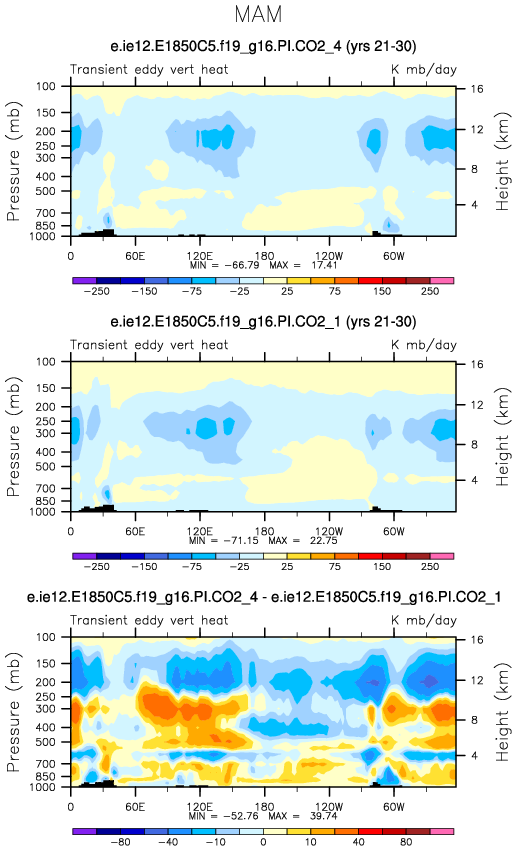 MAM
e.ie12.E1850C5.f19_g16.PI.CO2_4 (yrs 21-30)
Transient eddy vert heat K mb/day
Pressure (mb)
100
150
200
250
300
400
500
700
850
1000
Height (km)
16
12
8
4
0 60E 120E 180 120W 60W
MIN = -66.79 MAX = 17.41
-250 -150 -75 -25 25 75 150 250
e.ie12.E1850C5.f19_g16.PI.CO2_1 (yrs 21-30)
Transient eddy vert heat K mb/day
Pressure (mb)
100
150
200
250
300
400
500
700
850
1000
Height (km)
16
12
8
4
0 60E 120E 180 120W 60W
MIN = -71.15 MAX = 22.75
-250 -150 -75 -25 25 75 150 250
e.ie12.E1850C5.f19_g16.PI.CO2_4 - e.ie12.E1850C5.f19_g16.PI.CO2_1
Transient eddy vert heat K mb/day
Pressure (mb)
100
150
200
250
300
400
500
700
850
1000
Height (km)
16
12
8
4
0 60E 120E 180 120W 60W
MIN = -52.76 MAX = 39.74
-80 -40 -10 0 10 40 80